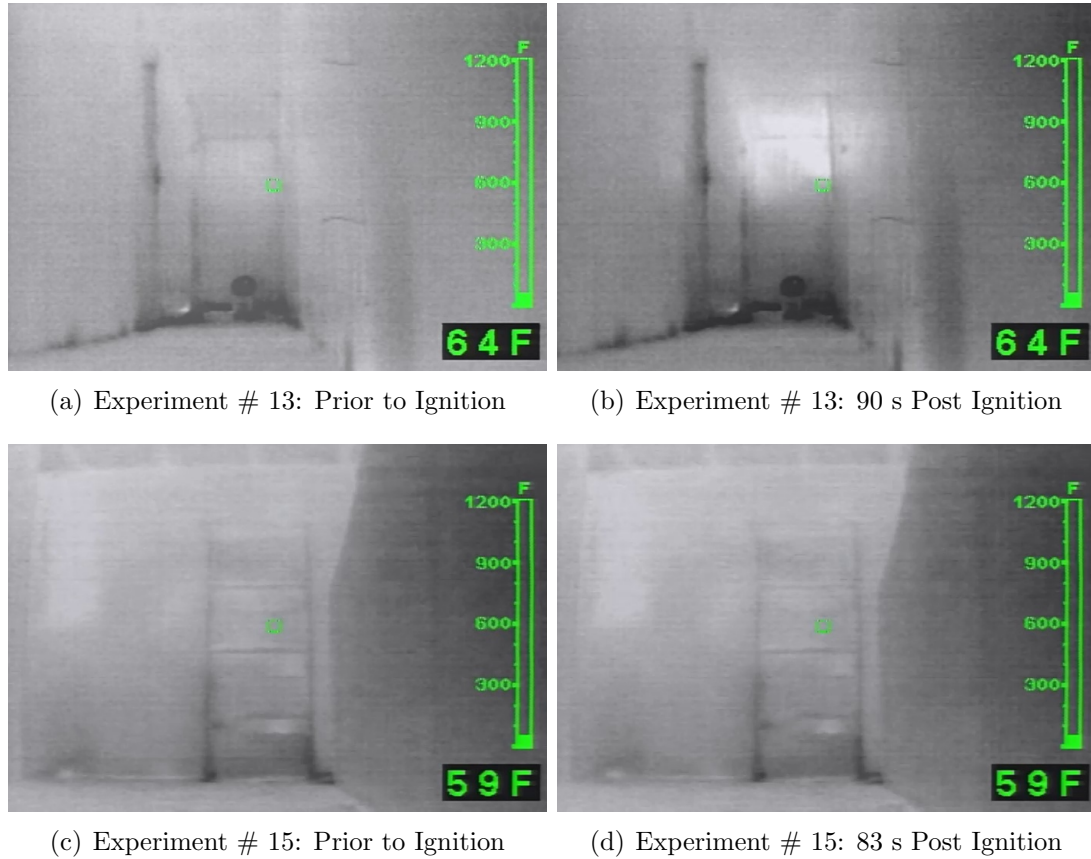 F
1200
900
600
300
64F
F
1200
900
600
300
64F
(a) Experiment # 13: Prior to Ignition
(b) Experiment # 13: 90 s Post Ignition
F
1200
900
600
300
59F
F
1200
900
600
300
59F
(c) Experiment # 15: Prior to Ignition
(d) Experiment # 15: 83 s Post Ignition